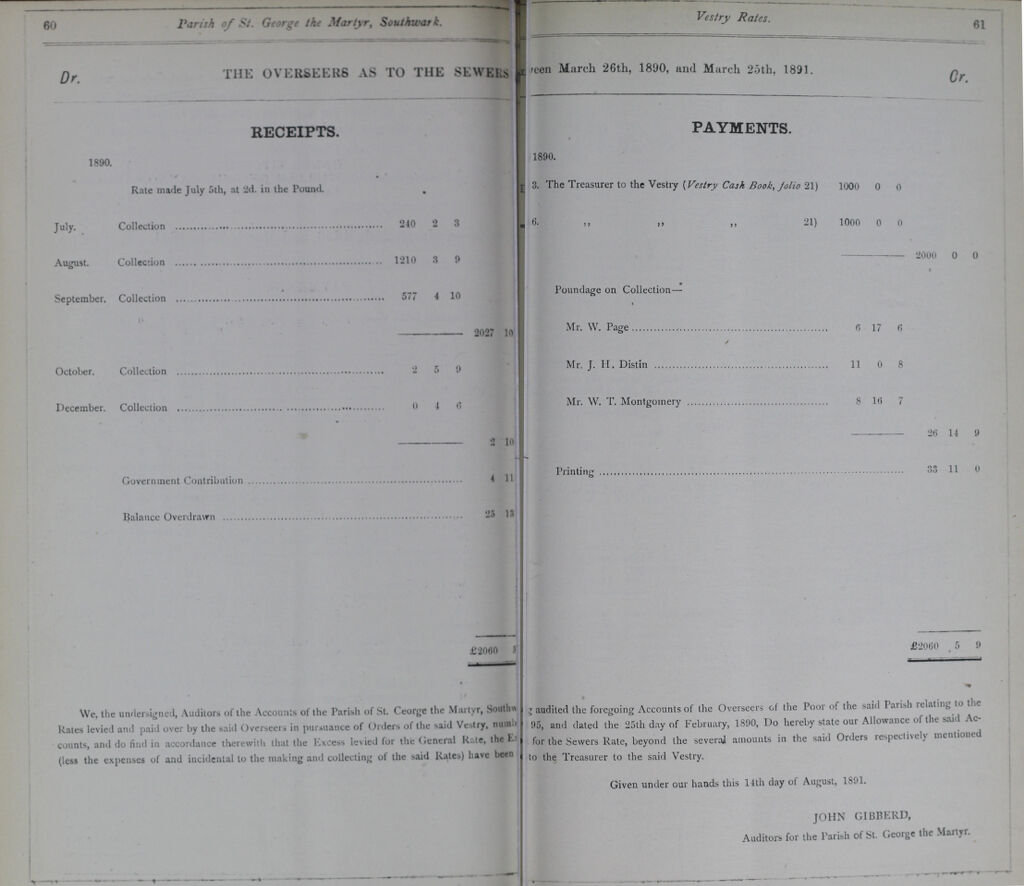 60 Parish of St. George the Martyr, Southwark.
Dr. THE OVERSEERS AS TO THE SEWERS
RECEIPTS.
1890.
Rate made July 5th, at 2d. in the Pound.
July. Collection 240 2 3
August. Collection 1210 3 9
September. Collection 577 4 10
2027 10
October. Collection 2 5 9
December. Collection 0 4 6
2 10
Government Contribution 4 11
Balance Overdrawn 25 13
£2060
We, the undersigned, Auditors of the Accounts of the Parish of St. George the Martyr, Southw
Rates levied and paid over by the said Overseers in pursuance of Orders of the said Vestry, numb
counts, and do find in accordance therewith that the Excess levied for the General Rate, the E
(less the expenses of and incidental to the making and collecting of the said Rates) have been
Vestry Rates. 61
een March 26th, 1890, and March 25th, 1891. Cr.
PAYMENTS.
1890.
3. The Treasurer to the Vestry (Vestry Cash Book, folio 21) 1000 0 0
6. ,, ,, ,, 21) 1000 0 0
2000 0 0
Poundage on Collection—
Mr. W. Page 6 17 6
Mr. J. H. Distin 11 0 8
Mr. W. T. Montgomery 8 16 7
26 14 9
Printing 33 11 0
£2060 5 9
g audited the foregoing Accounts of the Overseers of the Poor of the said Parish relating to the
95, and dated the 25th day of February, 1890, Do hereby state our Allowance of the said Ac-
for the Sewers Rate, beyond the several amounts in the said Orders respectively mentioned
to the Treasurer to the said Vestry.
Given under our hands this 14th day of August, 1891.
JOHN GIBBERD,
Auditors for the Parish of St. George the Martyr.